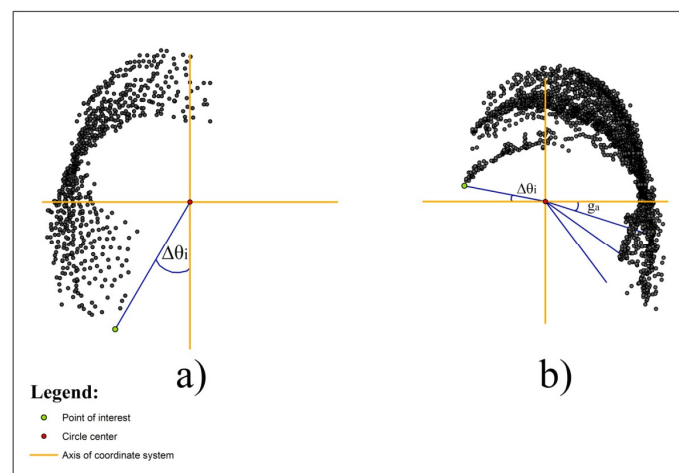 Δθi
Δθi
gₐ
a)
b)
Legend:
Point of interest
Circle center
Axis of coordinate system